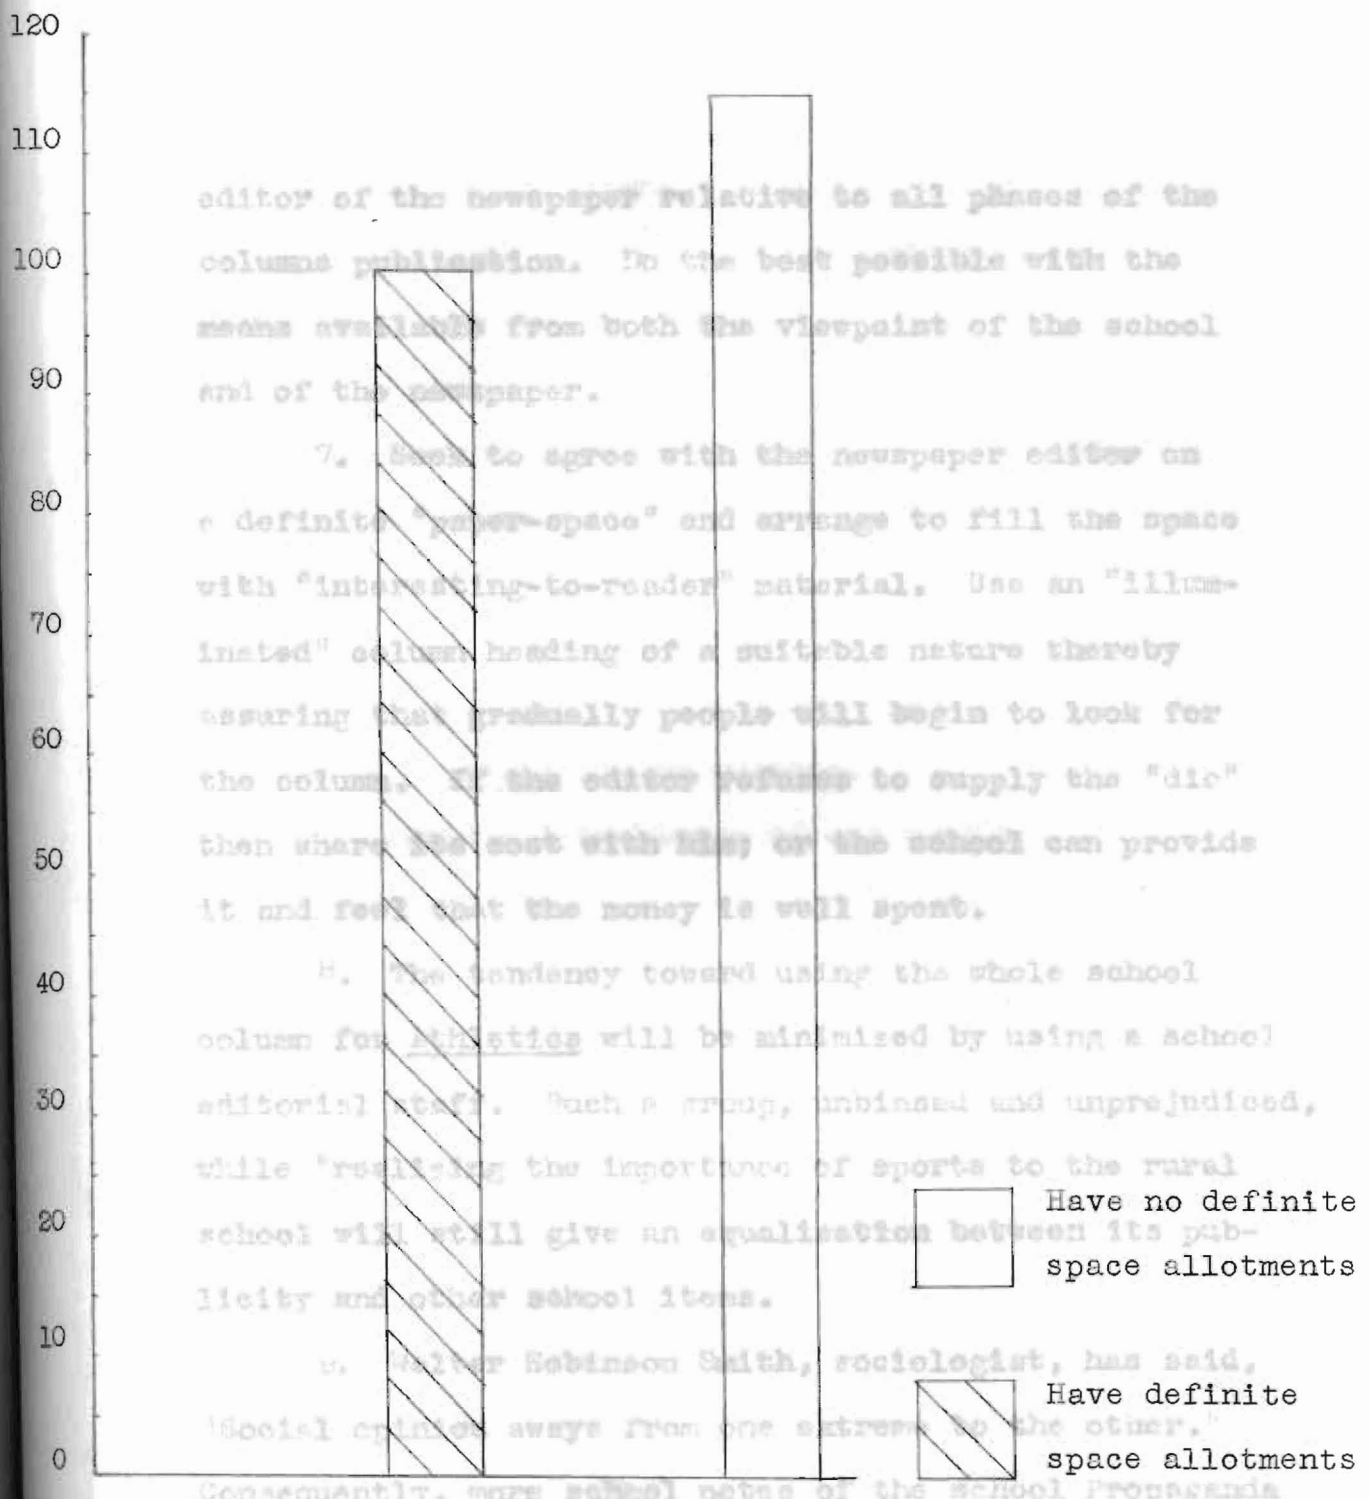 120
110
editor of the newspaper relative to all phases of the
100
columns publication. Do the best possible with the
means available from both the viewpoint of the school
90
and of the newspaper.
7. Seek to agree with the newspaper editor on
80
a definite "paper-space" and arrange to fill the space
with "interesting-to-reader" material. Use an "illum-
70
inated" column heading of a suitable nature thereby
assuring that gradually people will begin to look for
60
the column. If the editor refuses to supply the "die"
then share its cost with him; or the school can provide
50
it and feel that the money is well spent.
8. The tendency toward using the whole school
40
column for Athletics will be minimized by using a school
30
editorial staff. Such a group, unbiased and unprejudiced,
while "realizing the importance of sports to the rural
20
school will still give an equalization between its pub-
licity and other school items.
10
9. Walter Robinson Smith, sociologist, has said,
"Social opinion sways from one extreme to the other."
0
Consequently, more school notes of the School Propaganda
Have no definite
space allotments
Have definite
space allotments